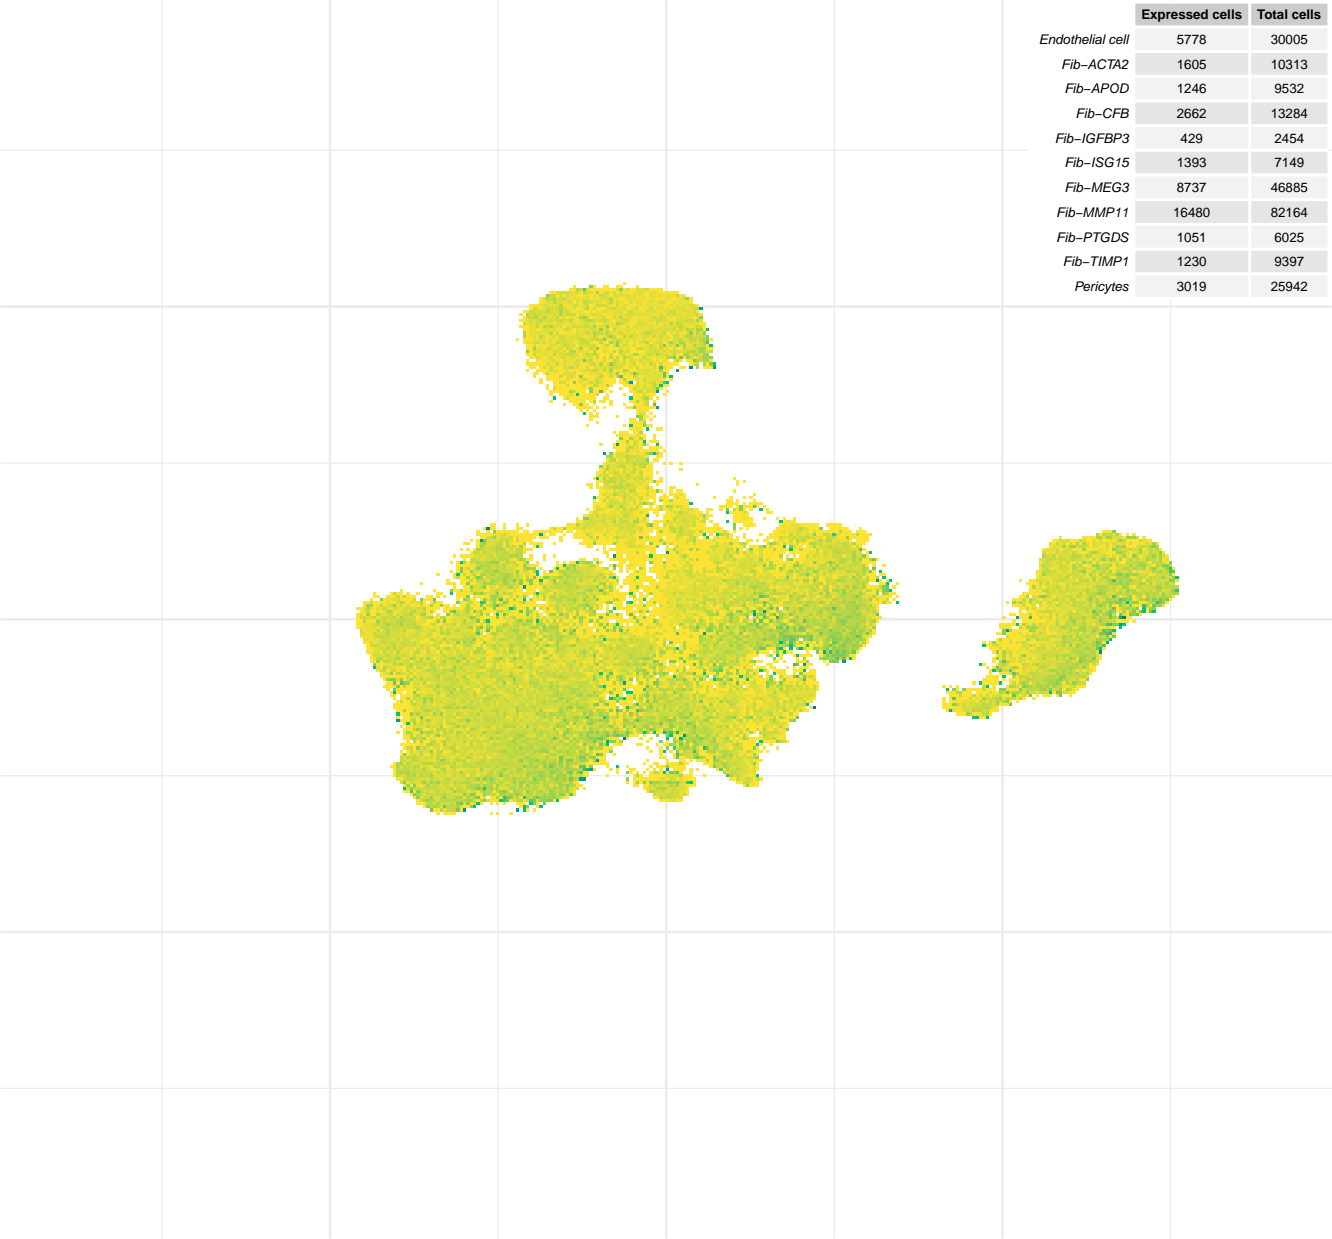 Expressed cells Total cells
Endothelial cell 5778 30005
Fib−ACTA2 1605 10313
Fib−APOD 1246 9532
Fib−CFB 2662 13284
Fib−IGFBP3 429 2454
Fib−ISG15 1393 7149
Fib−MEG3 8737 46885
Fib−MMP11 16480 82164
Fib−PTGDS 1051 6025
Fib−TIMP1 1230 9397
Pericytes 3019 25942